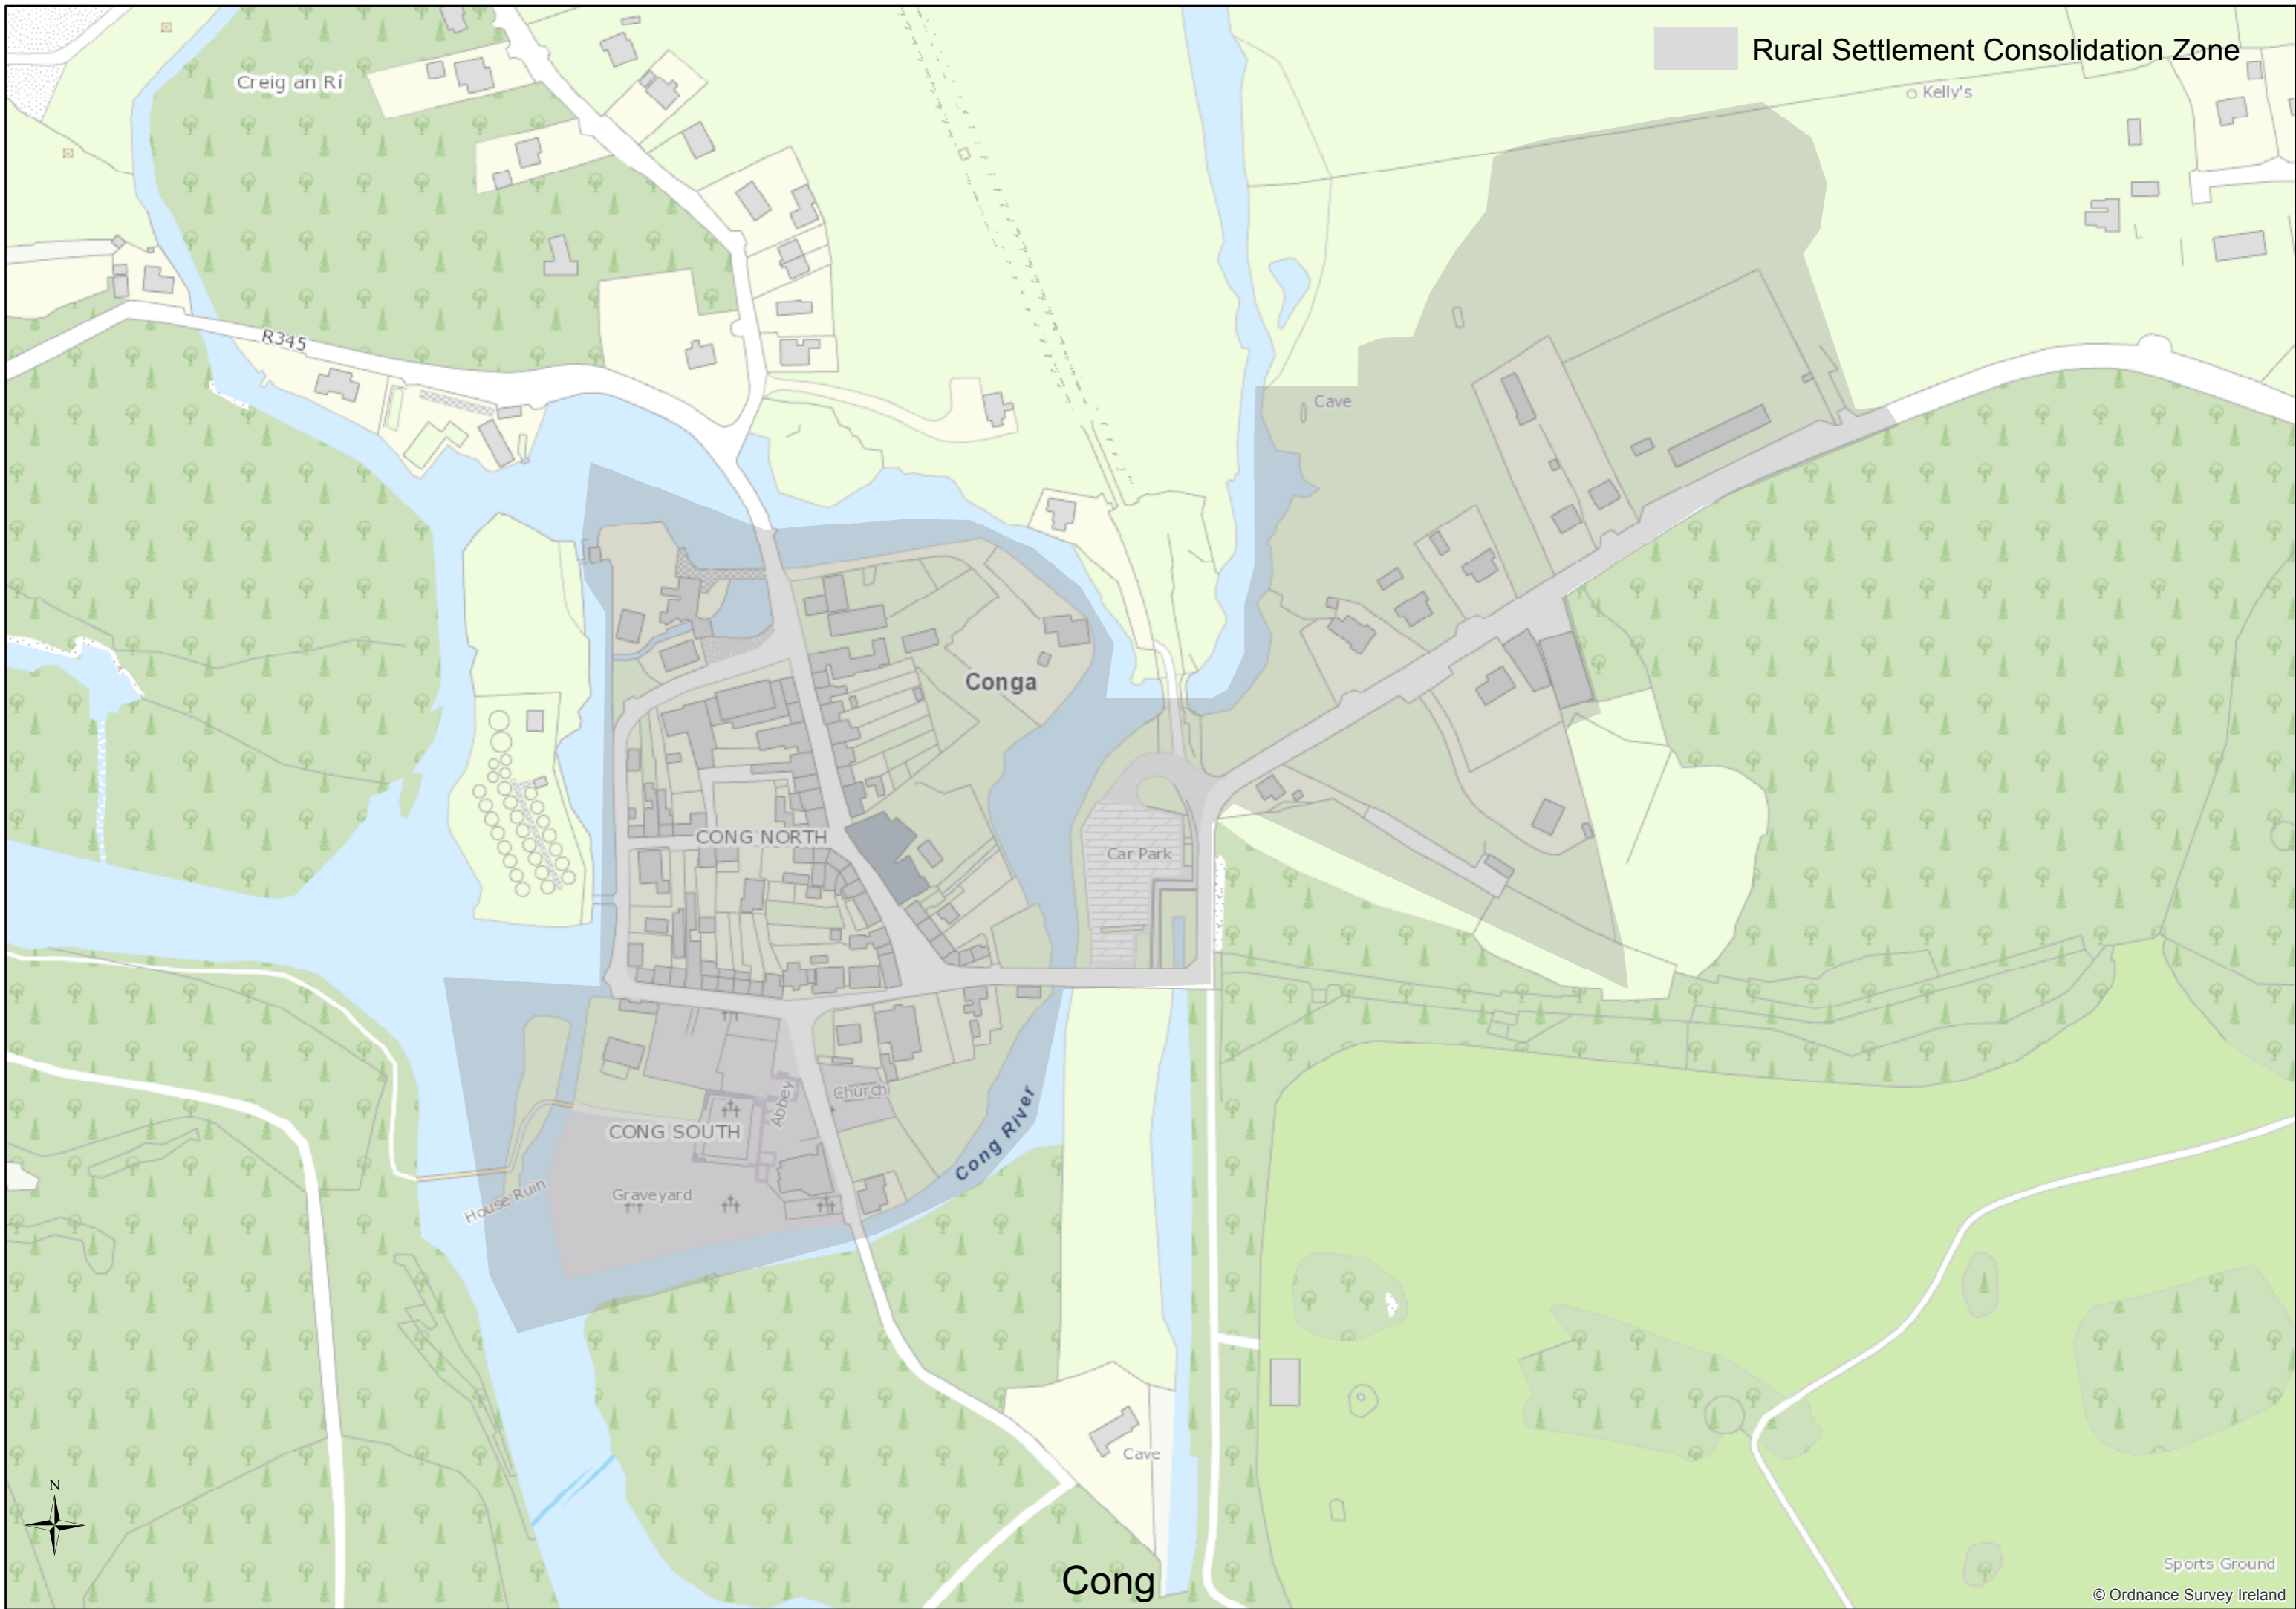 Rural Settlement Consolidation Zone
Creig an Rí
Kelly's
R345
Cave
Conga
CONG NORTH
Car Park
Abbey
Church
CONG SOUTH
Cong River
House Ruin
Graveyard
Cave
N
Sports Ground
Cong
© Ordnance Survey Ireland